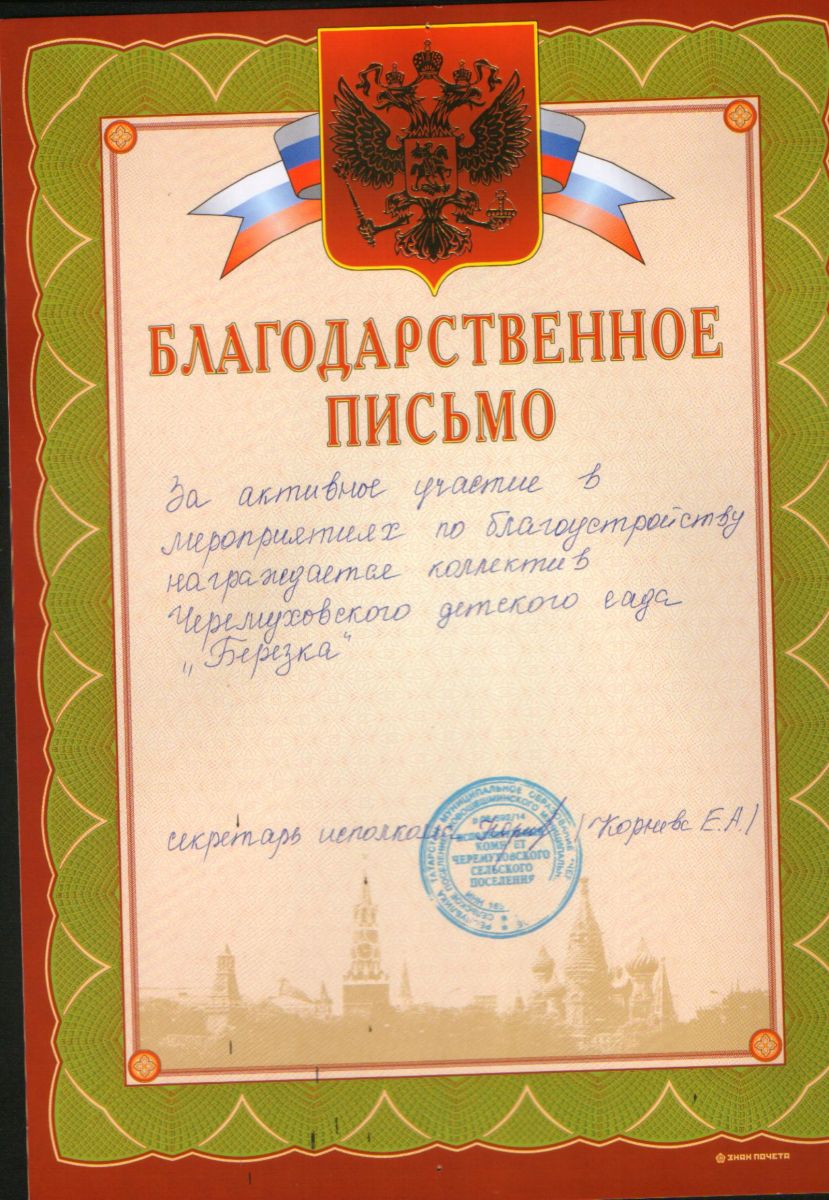 БЛАГОДАРСТВЕННОЕ
ПИСЬМО
За активное участие в
мероприятиях по благоустройству
награждается коллектив
Черемуховского детского сада
„Березка"
секретарь исполкома / Корнева Е.А./
КОМИТЕТ
ЧЕРЕМУХОВСКОГО
СЕЛЬСКОГО
ПОСЕЛЕНИЯ
ЗНАК ПОЧЕТА